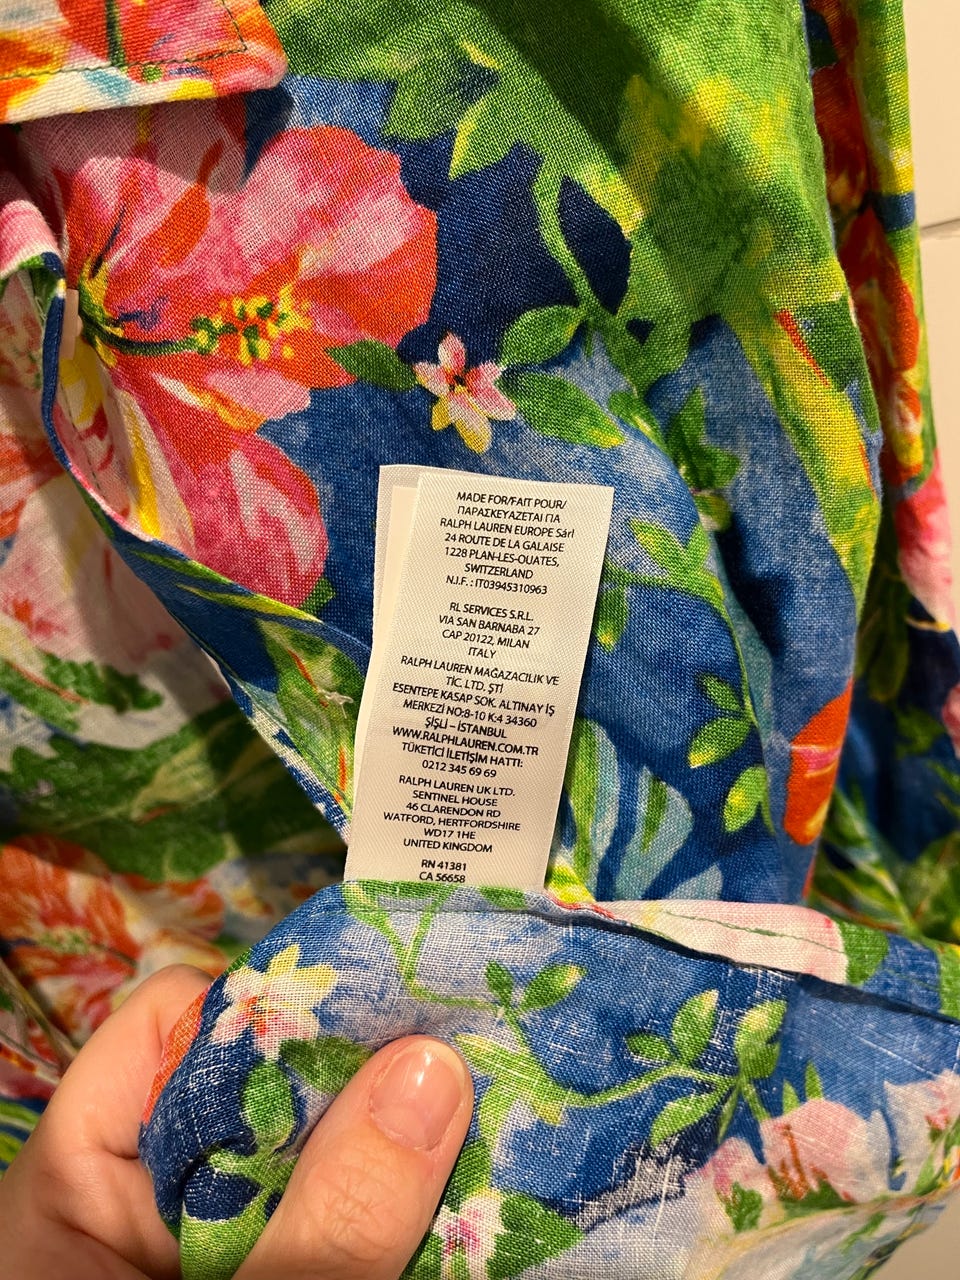 MADE FOR/FAIT POUR/
ΠΑΡΑΣΚΕΥΑΖΕΤΑΙ ΓΙΑ
RALPH LAUREN EUROPE Sárl
24 ROUTE DE LA GALAISE
1228 PLAN-LES-OUATES,
SWITZERLAND
N.I.F. : IT03945310963
RL SERVICES S.R.L.
VIA SAN BARNABA 27
CAP 20122, MILAN
ITALY
RALPH LAUREN MAĞAZACILIK VE
TİC. LTD. ŞTİ
ESENTEPE KASAP SOK. ALTINAY İŞ
MERKEZİ NO:8-10 K:4 34360
ŞİŞLİ – İSTANBUL
WWW.RALPHLAUREN.COM.TR
TÜKETİCİ İLETİŞİM HATTI:
0212 345 69 69
RALPH LAUREN UK LTD.
SENTINEL HOUSE
46 CLARENDON RD
WATFORD, HERTFORDSHIRE
WD17 1HE
UNITED KINGDOM
RN 41381
CA 56658